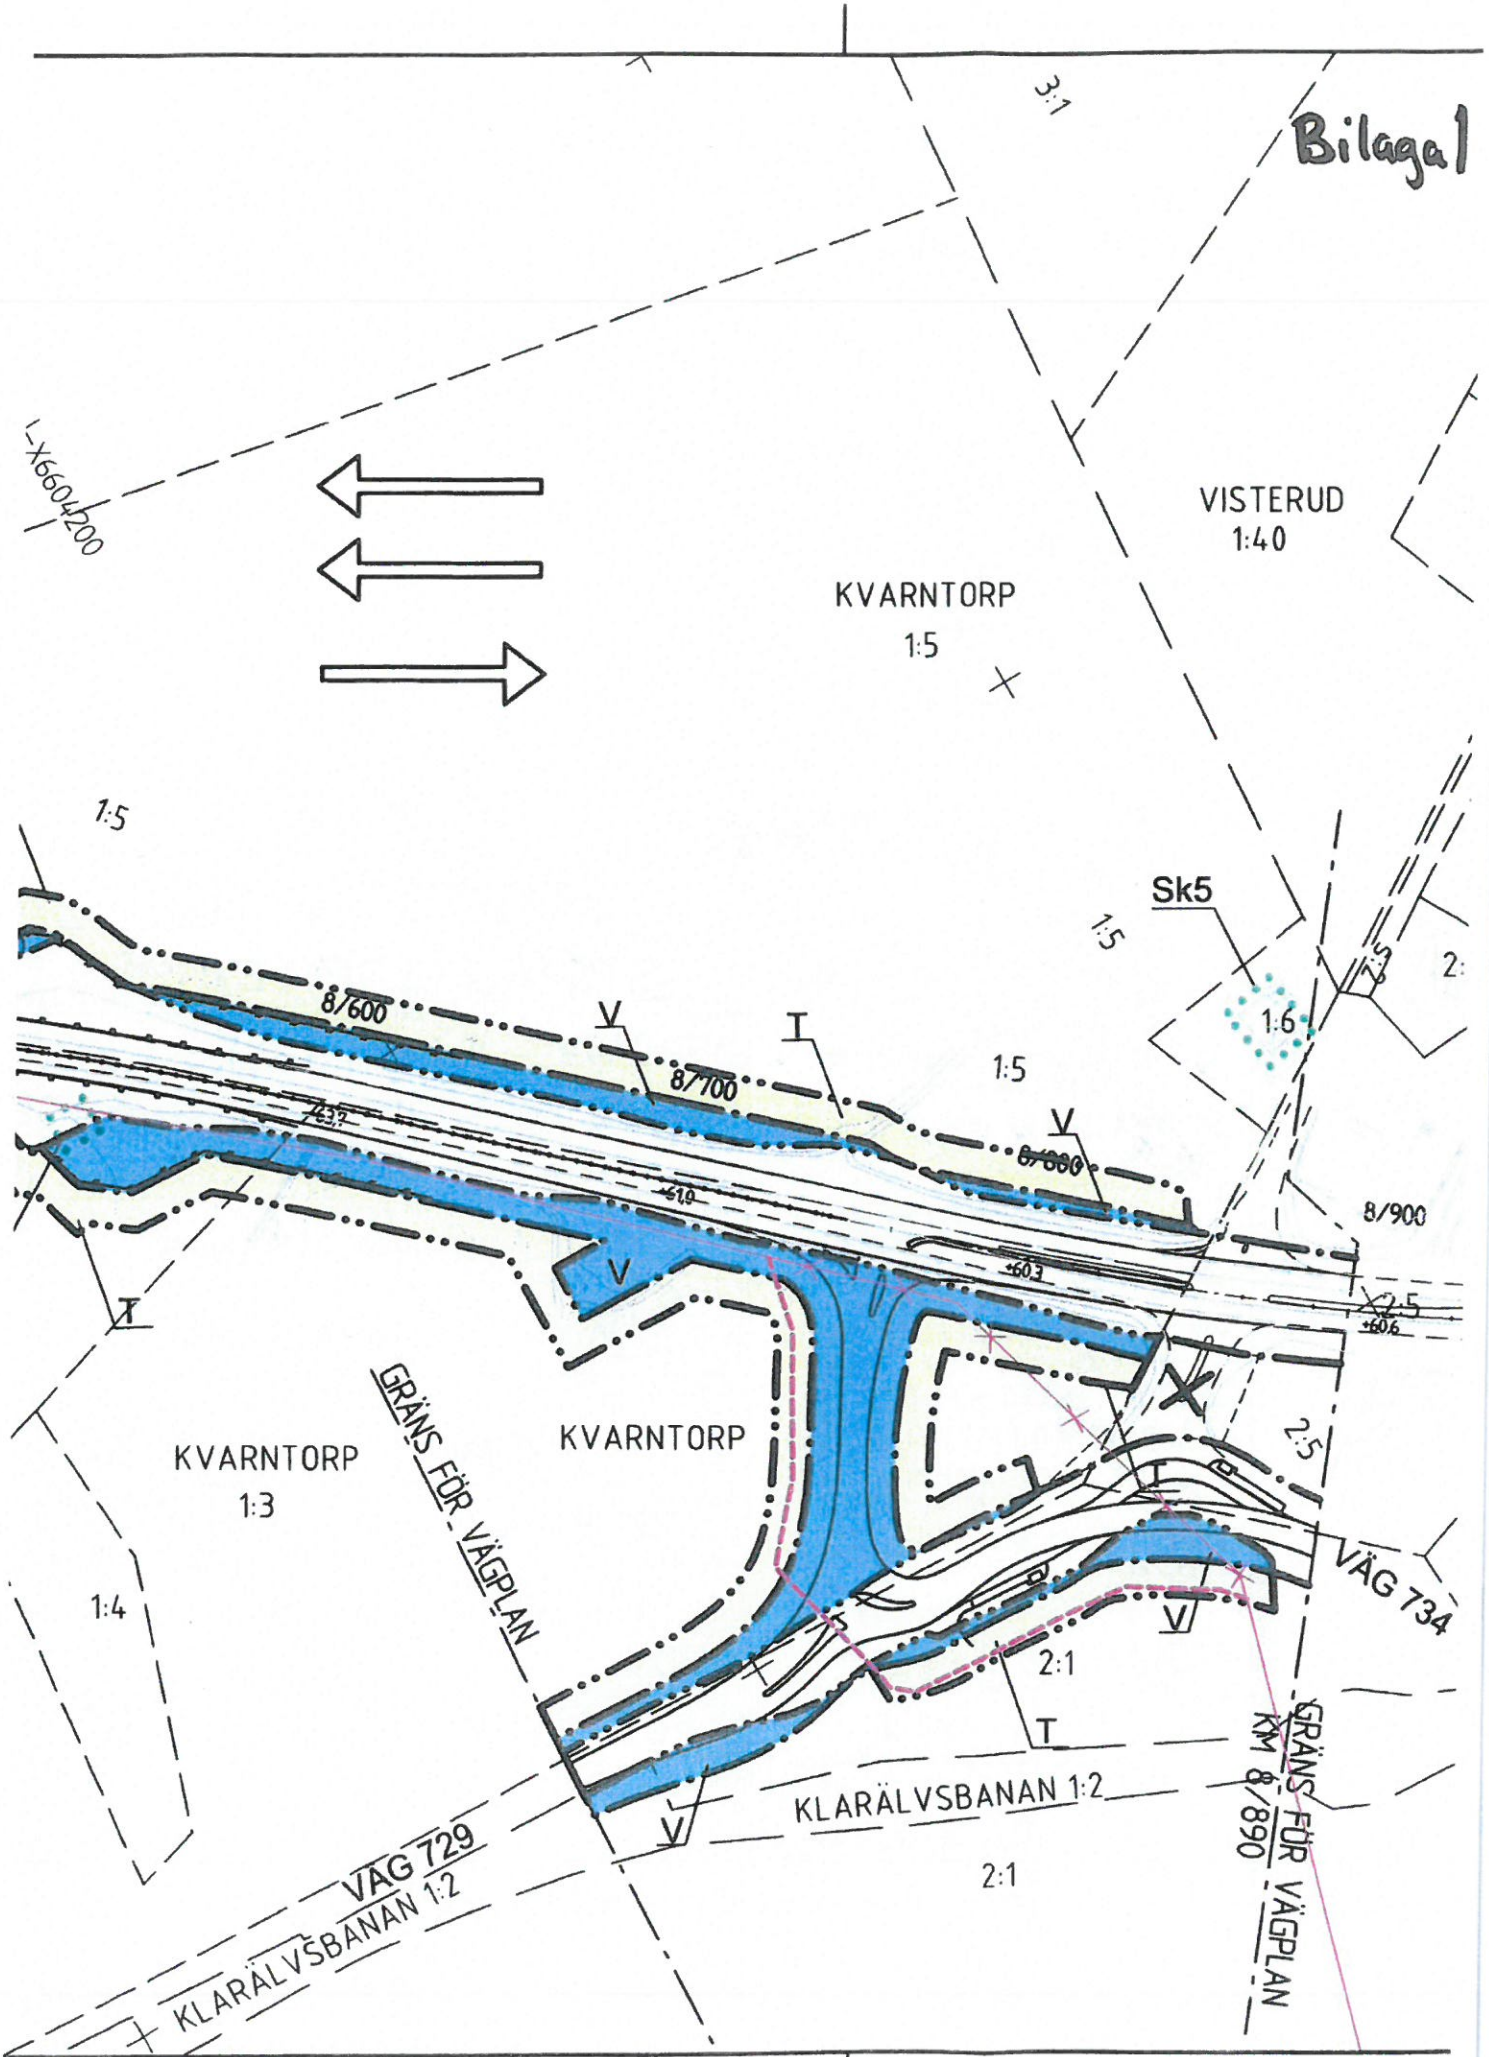 Bilaga 1
3:1
X6604200
VISTERUD
1:40
KVARNTORP
1:5
1:5
Sk5
1:5
2:5
2:
1:6
8/600
V
T
1:5
8/700
V
8/800
+63.7
+61.0
8/900
+60.3
2:5
+60.6
V
T
GRÄNS FÖR VÄGPLAN
KVARNTORP
KVARNTORP
1:3
2:5
T
VÄG 734
1:4
V
2:1
T
GRÄNS FÖR VÄGPLAN
KM 8/890
KLARÄLVSBANAN 1:2
V
VÄG 729
KLARÄLVSBANAN 1:2
2:1